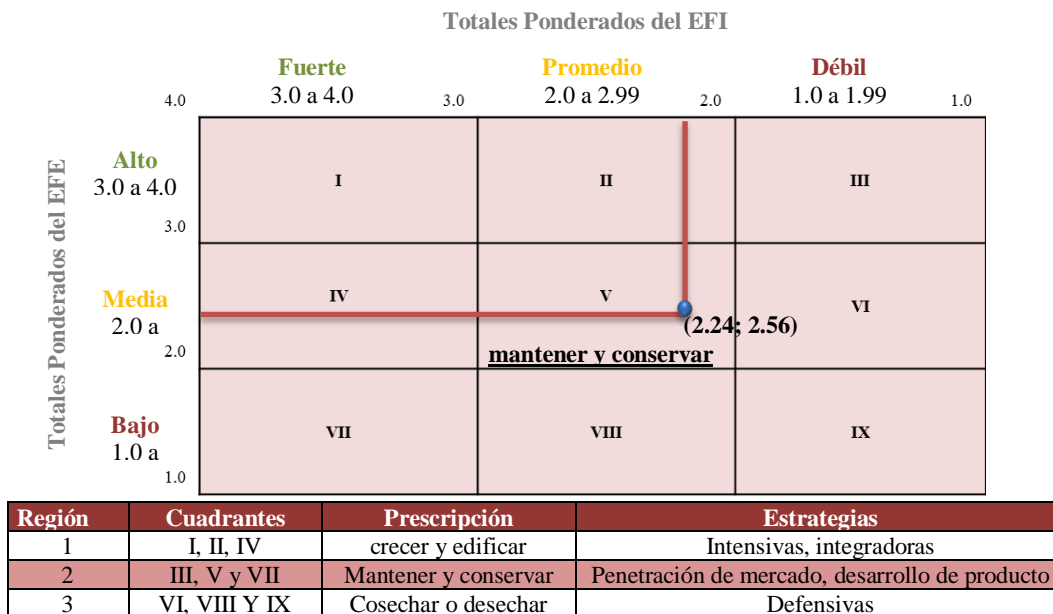 Totales Ponderados del EFI
Fuerte Promedio Débil
3.0 a 4.0 2.0 a 2.99 1.0 a 1.99
4.0 3.0 2.0 1.0
Totales Ponderados del EFE
Alto
3.0 a 4.0
3.0
I II III
Media
2.0 a
2.0
IV V VI
(2.24; 2.56)
mantener y conservar
Bajo
1.0 a
1.0
VII VIII IX
Región Cuadrantes Prescripción Estrategias
1 I, II, IV crecer y edificar Intensivas, integradoras
2 III, V y VII Mantener y conservar Penetración de mercado, desarrollo de producto
3 VI, VIII Y IX Cosechar o desechar Defensivas